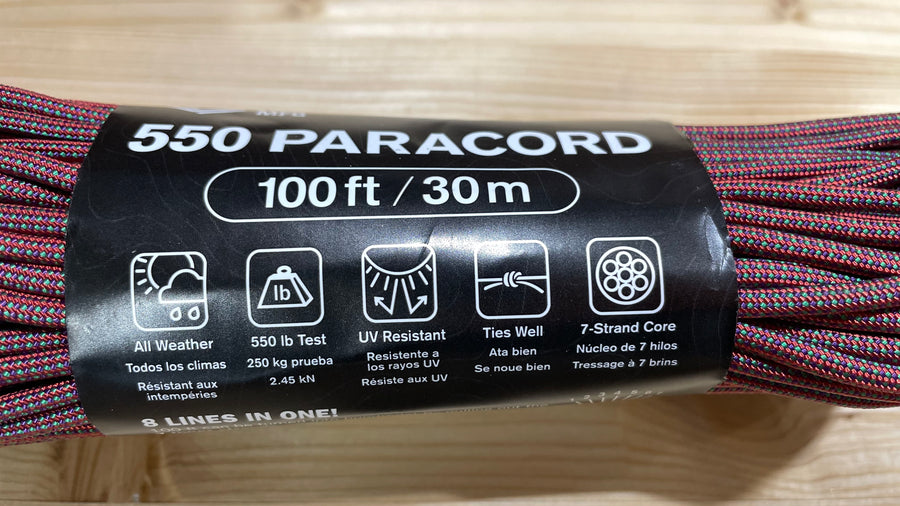 MFG
550 PARACORD
100 ft / 30 m
lb
All Weather
Todos los climas
Résistant aux
intempéries
550 lb Test
250 kg prueba
2.45 kN
UV Resistant
Resistente a
los rayos UV
Résiste aux UV
Ties Well
Ata bien
Se noue bien
7-Strand Core
Núcleo de 7 hilos
Tressage à 7 brins
8 LINES IN ONE!